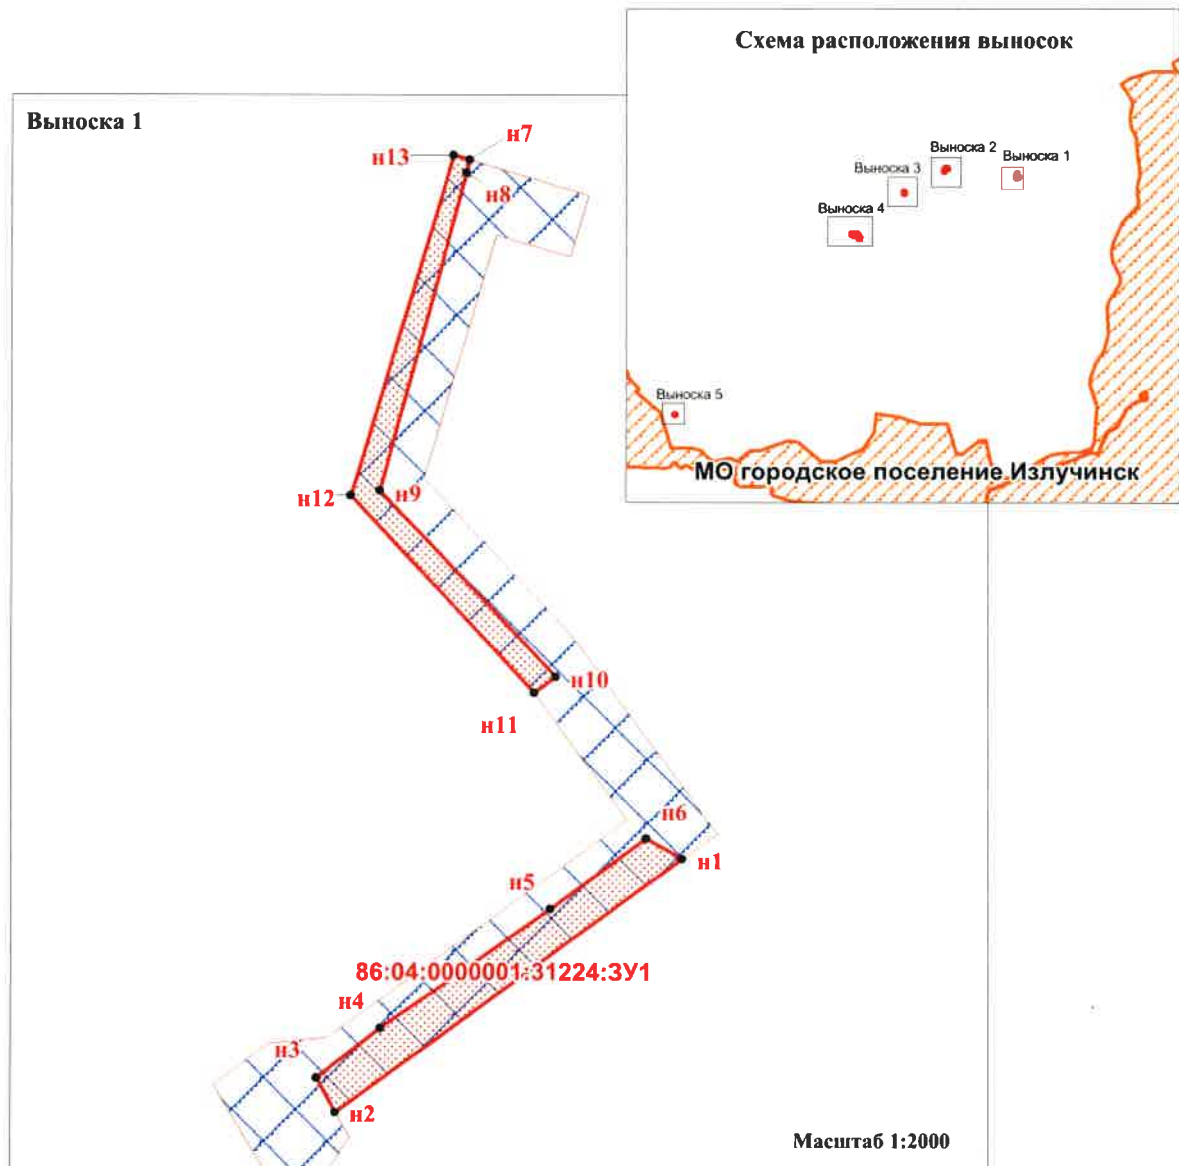 Схема расположения выносок
Выноска 1
Выноска 2
Выноска 1
Выноска 3
Выноска 4
Выноска 5
МО городское поселение Излучинск
н7
н13
н8
н12
н9
н10
н11
н6
н1
н5
86:04:0000001:31224:ЗУ1
н4
н3
н2
Масштаб 1:2000